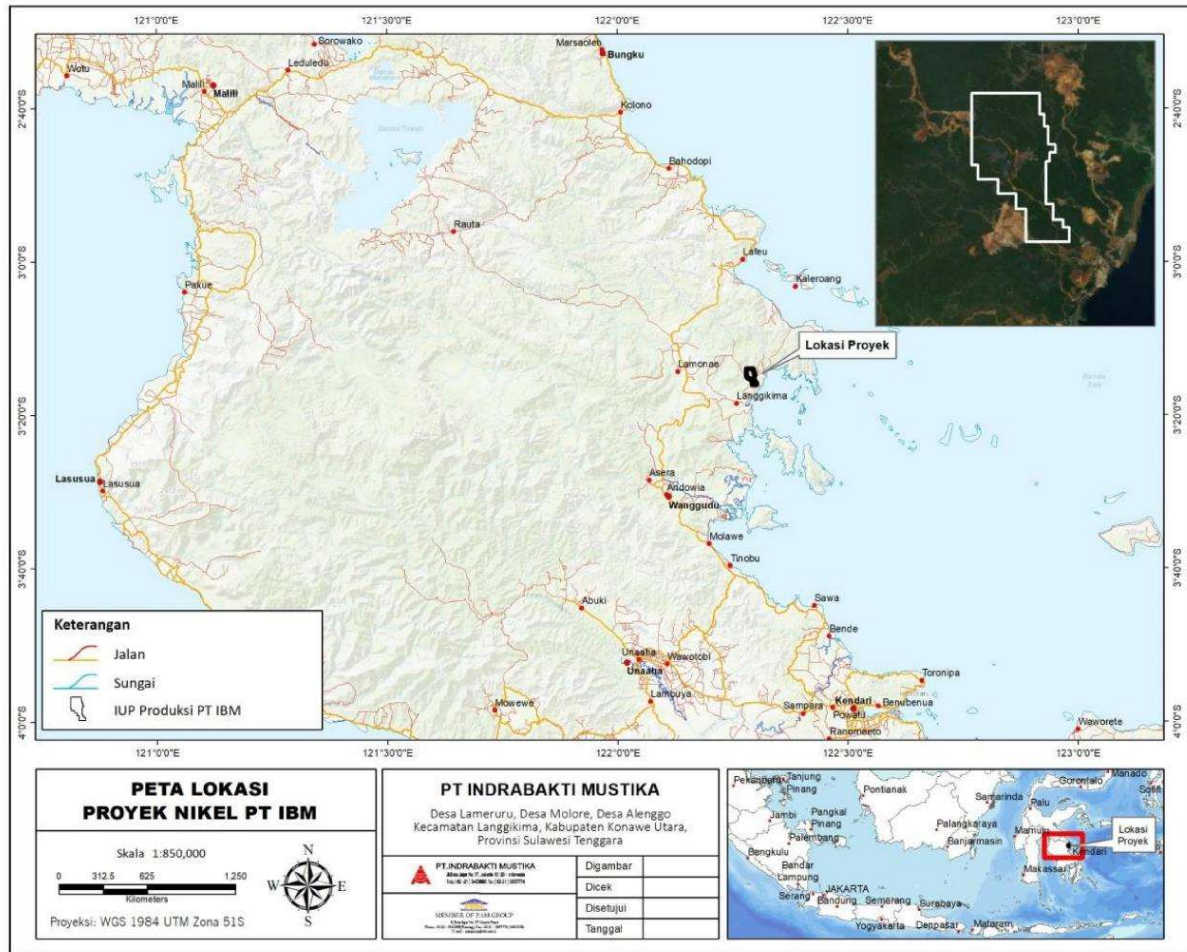 121°0'0"E
121°30'0"E
122°0'0"E
122°30'0"E
123°0'0"E
2°40'0"S
3°0'0"S
3°20'0"S
3°40'0"S
4°0'0"S
2°40'0"S
3°0'0"S
3°20'0"S
3°40'0"S
4°0'0"S
Sorowako
Marsaoleh
Bungku
Wotu
Leduledu
Malili
Malili
Kolono
Bahodopi
Rauta
Lafeu
Kaleroang
Pakue
Lokasi Proyek
Lamonae
Langgikima
Lasusua
Lasusua
Asera
Andowia
Wanggudu
Molawe
Tinobu
Abuki
Sawa
Bende
Unaaha
Unaaha
Wawotobi
Toronipa
Lambuya
Mowewe
Sampara
Kendari
Benubenua
Powatu
Ranomeeto
Waworete
Keterangan
Jalan
Sungai
IUP Produksi PT IBM
121°0'0"E
121°30'0"E
122°0'0"E
122°30'0"E
123°0'0"E
PETA LOKASI
PROYEK NIKEL PT IBM
Skala 1:850,000
0 312.5 625 1,250
Kilometers
Proyeksi: WGS 1984 UTM Zona 51S
N
W E
S
PT INDRABAKTI MUSTIKA
Desa Lameruru, Desa Molore, Desa Alenggo
Kecamatan Langgikima, Kabupaten Konawe Utara,
Provinsi Sulawesi Tenggara
PT.INDRABAKTI MUSTIKA
MEMBER OF PAM GROUP
Digambar
Dicek
Disetujui
Tanggal
Pekanbaru
Tanjung
Pinang
Pontianak
Manado
Gorontalo
Samarinda
Palu
Jambi
Pangkal
Pinang
Palembang
Palangkaraya
Banjarmasin
Mamuju
Lokasi
Proyek
Kendari
Bengkulu
Bandar
Lampung
Makassar
Serang
JAKARTA
Bandung
Semarang
Surabaya
Yogyakarta
Denpasar
Mataram